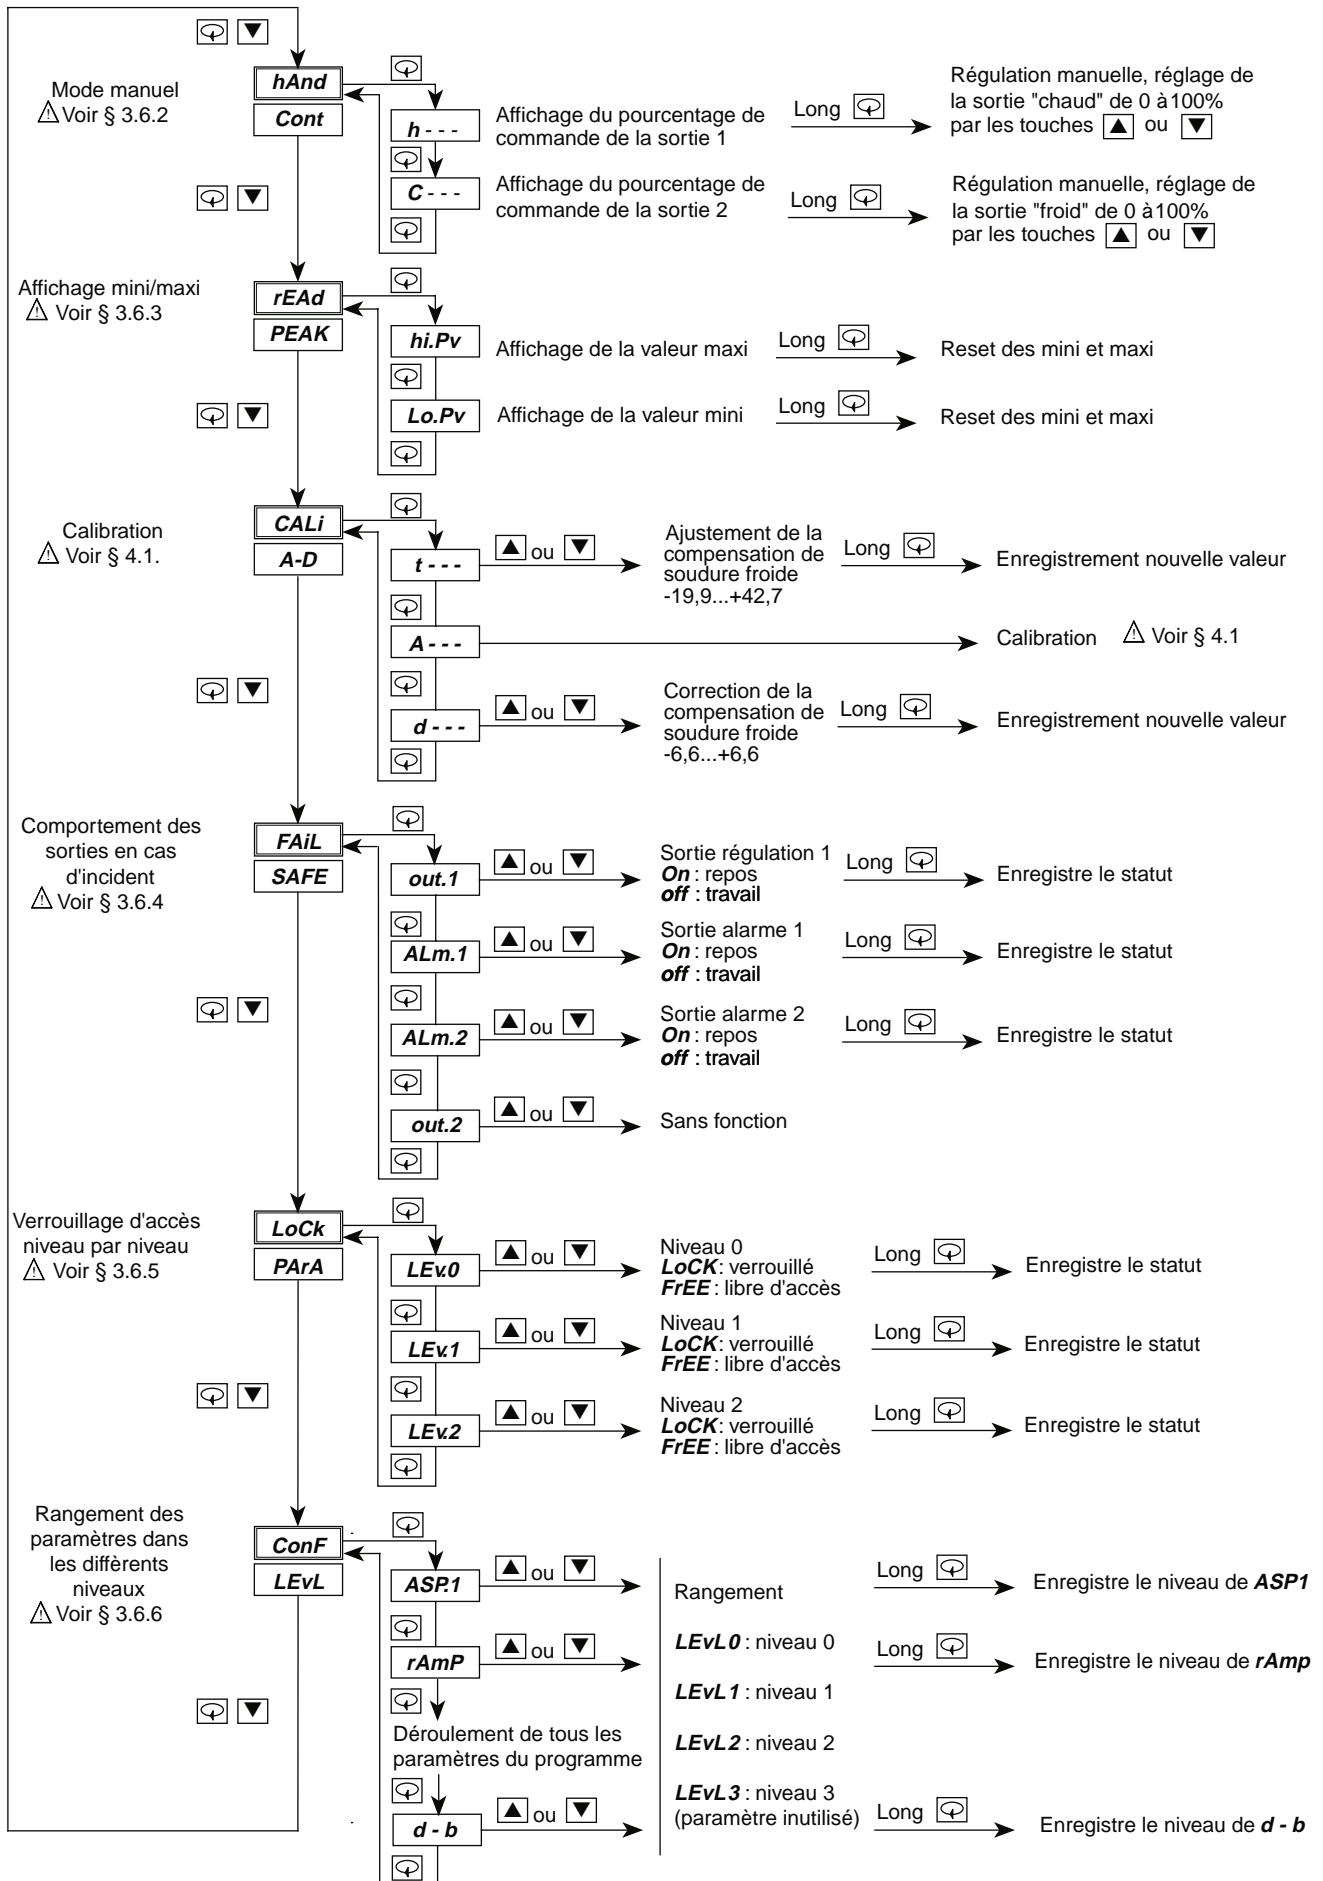 Mode manuel
Voir § 3.6.2
hAnd
Cont
h - - -
Affichage du pourcentage de
commande de la sortie 1
Long
Régulation manuelle, réglage de
la sortie "chaud" de 0 à100%
par les touches ▲ ou ▼
C - - -
Affichage du pourcentage de
commande de la sortie 2
Long
Régulation manuelle, réglage de
la sortie "froid" de 0 à100%
par les touches ▲ ou ▼
Affichage mini/maxi
Voir § 3.6.3
rEAd
PEAK
hi.Pv
Affichage de la valeur maxi
Long
Reset des mini et maxi
Lo.Pv
Affichage de la valeur mini
Long
Reset des mini et maxi
Calibration
Voir § 4.1.
CALi
A-D
t - - -
▲ ou ▼
Ajustement de la
compensation de
soudure froide
-19,9...+42,7
Long
Enregistrement nouvelle valeur
A - - -
Calibration Voir § 4.1
d - - -
▲ ou ▼
Correction de la
compensation de
soudure froide
-6,6...+6,6
Long
Enregistrement nouvelle valeur
Comportement des
sorties en cas
d'incident
Voir § 3.6.4
FAiL
SAFE
out.1
▲ ou ▼
Sortie régulation 1
On : repos
off : travail
Long
Enregistre le statut
ALm.1
▲ ou ▼
Sortie alarme 1
On : repos
off : travail
Long
Enregistre le statut
ALm.2
▲ ou ▼
Sortie alarme 2
On : repos
off : travail
Long
Enregistre le statut
out.2
▲ ou ▼
Sans fonction
Verrouillage d'accès
niveau par niveau
Voir § 3.6.5
LoCk
PArA
LEv.0
▲ ou ▼
Niveau 0
LoCK : verrouillé
FrEE : libre d'accès
Long
Enregistre le statut
LEv.1
▲ ou ▼
Niveau 1
LoCK : verrouillé
FrEE : libre d'accès
Long
Enregistre le statut
LEv.2
▲ ou ▼
Niveau 2
LoCK : verrouillé
FrEE : libre d'accès
Long
Enregistre le statut
Rangement des
paramètres dans
les diffèrents
niveaux
Voir § 3.6.6
ConF
LEvL
ASP.1
▲ ou ▼
Rangement
Long
Enregistre le niveau de ASP1
rAmP
▲ ou ▼
LEvL0 : niveau 0
Long
Enregistre le niveau de rAmp
LEvL1 : niveau 1
Déroulement de tous les
paramètres du programme
LEvL2 : niveau 2
LEvL3 : niveau 3
(paramètre inutilisé)
d - b
▲ ou ▼
Long
Enregistre le niveau de d - b